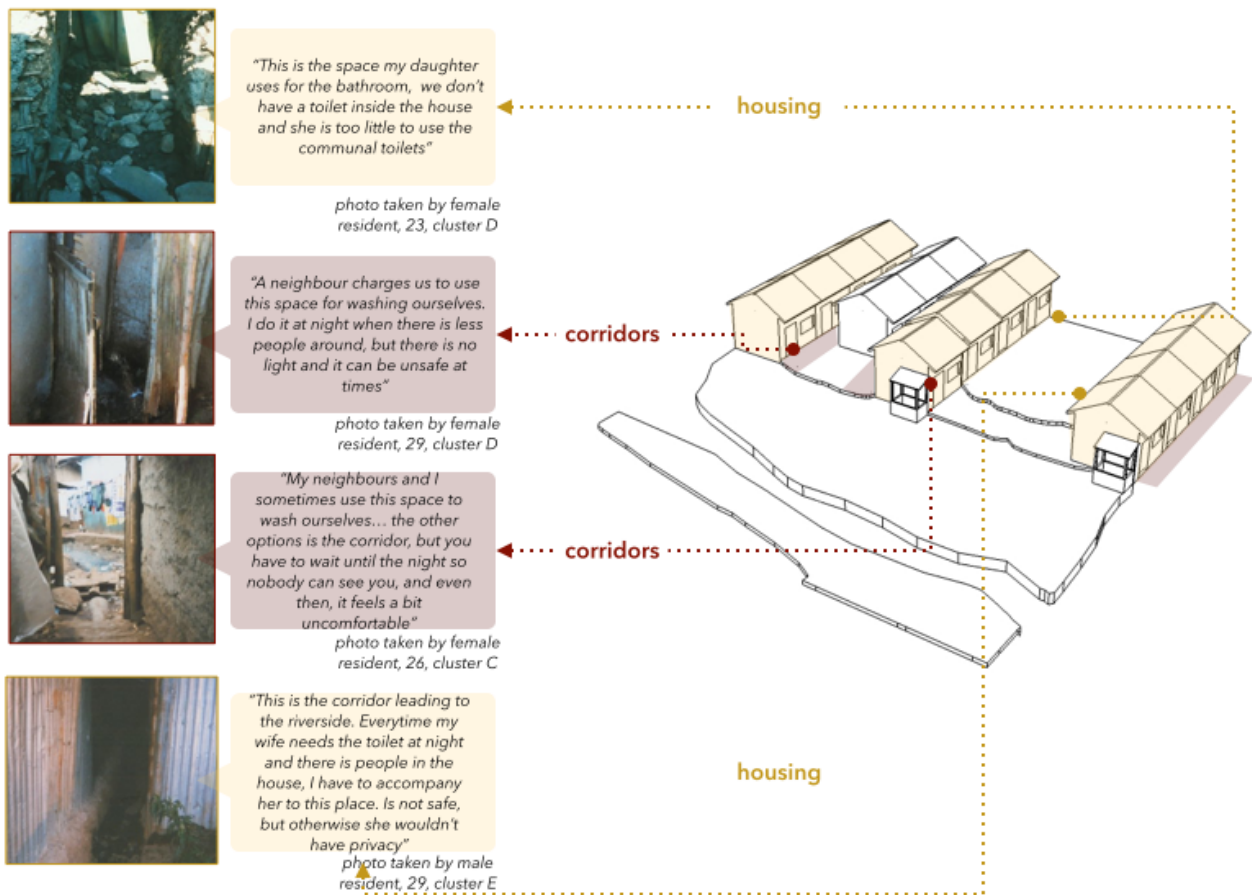 “This is the space my daughter
uses for the bathroom, we don’t
have a toilet inside the house
and she is too little to use the
communal toilets”
housing
photo taken by female
resident, 23, cluster D
“A neighbour charges us to use
this space for washing ourselves.
I do it at night when there is less
people around, but there is no
light and it can be unsafe at
times”
corridors
photo taken by female
resident, 29, cluster D
“My neighbours and I
sometimes use this space to
wash ourselves… the other
options is the corridor, but you
have to wait until the night so
nobody can see you, and even
then, it feels a bit
uncomfortable”
corridors
photo taken by female
resident, 26, cluster C
“This is the corridor leading to
the riverside. Everytime my
wife needs the toilet at night
and there is people in the
house, I have to accompany
her to this place. Is not safe,
but otherwise she wouldn’t
have privacy”
housing
photo taken by male
resident, 29, cluster E